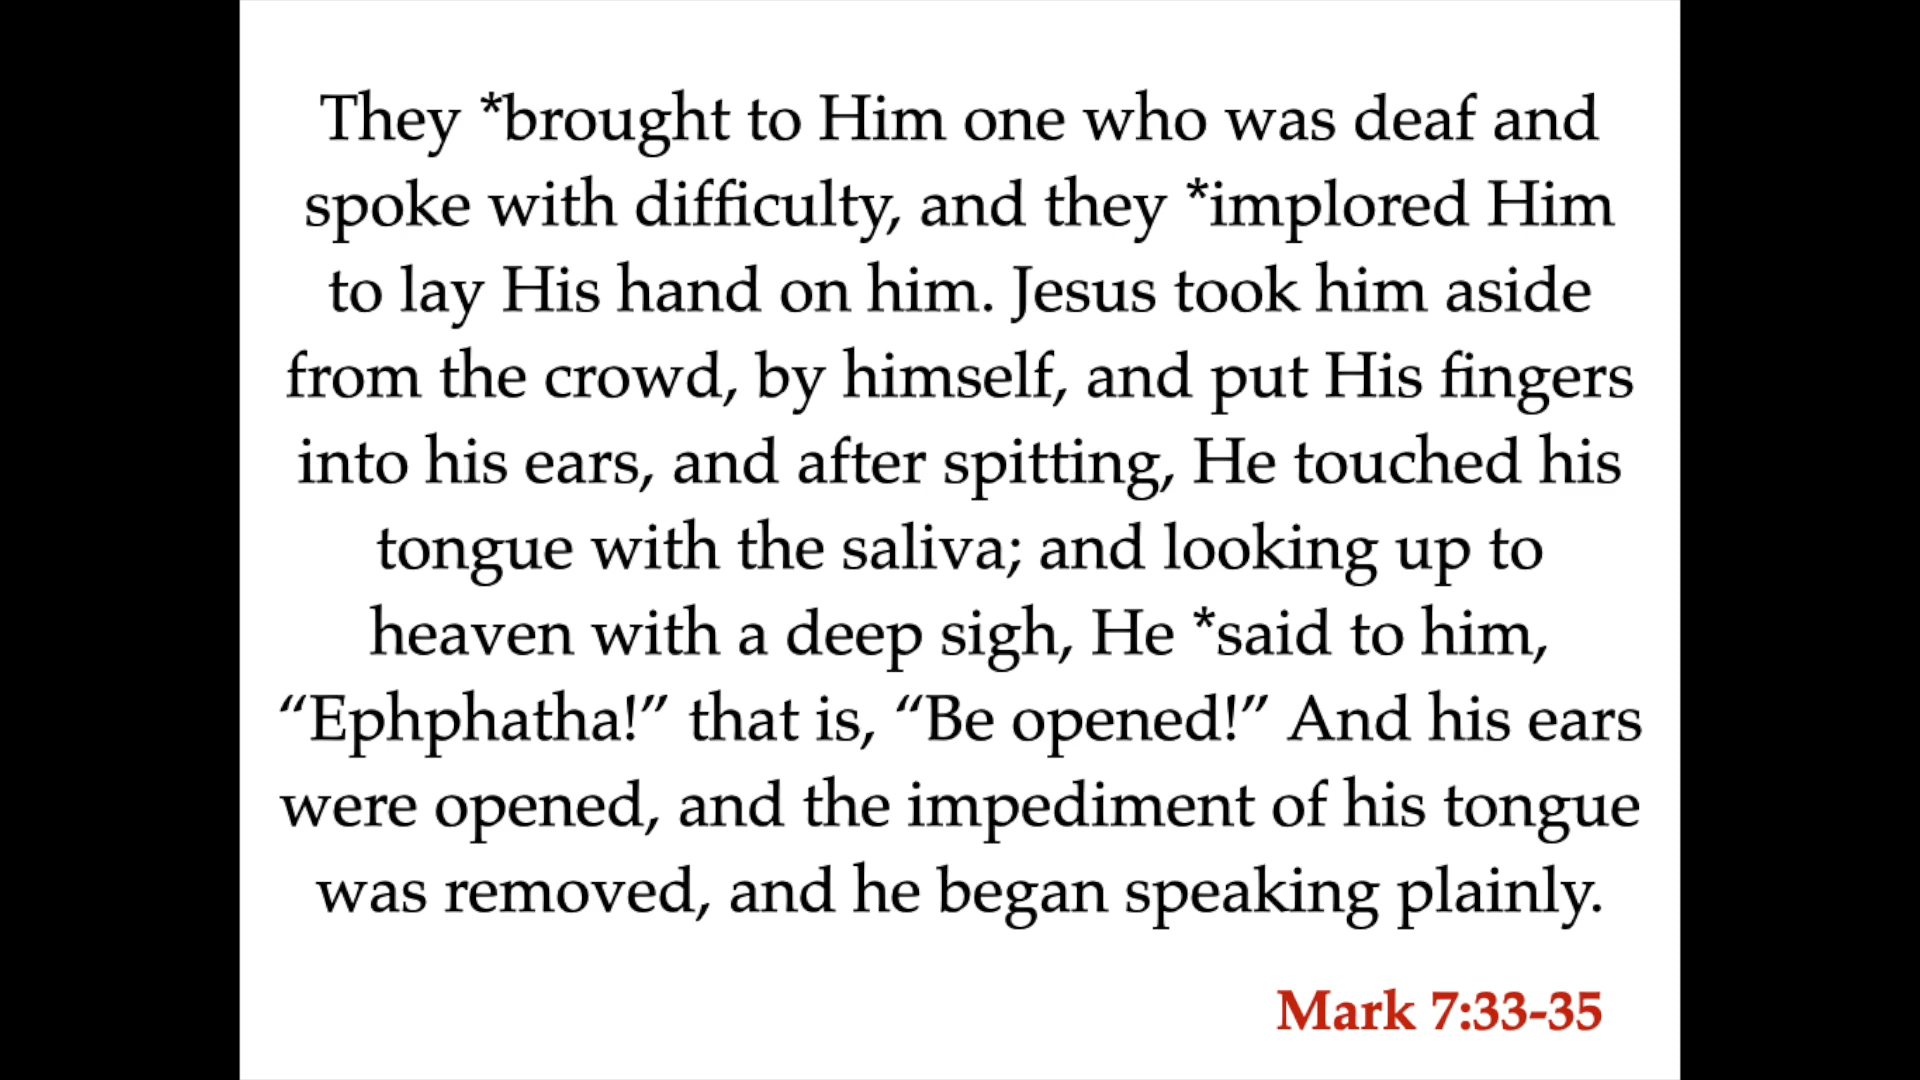 They *brought to Him one who was deaf and
spoke with difficulty, and they *implored Him
to lay His hand on him. Jesus took him aside
from the crowd, by himself, and put His fingers
into his ears, and after spitting, He touched his
tongue with the saliva; and looking up to
heaven with a deep sigh, He *said to him,
“Ephphatha!” that is, “Be opened!” And his ears
were opened, and the impediment of his tongue
was removed, and he began speaking plainly.
Mark 7:33-35